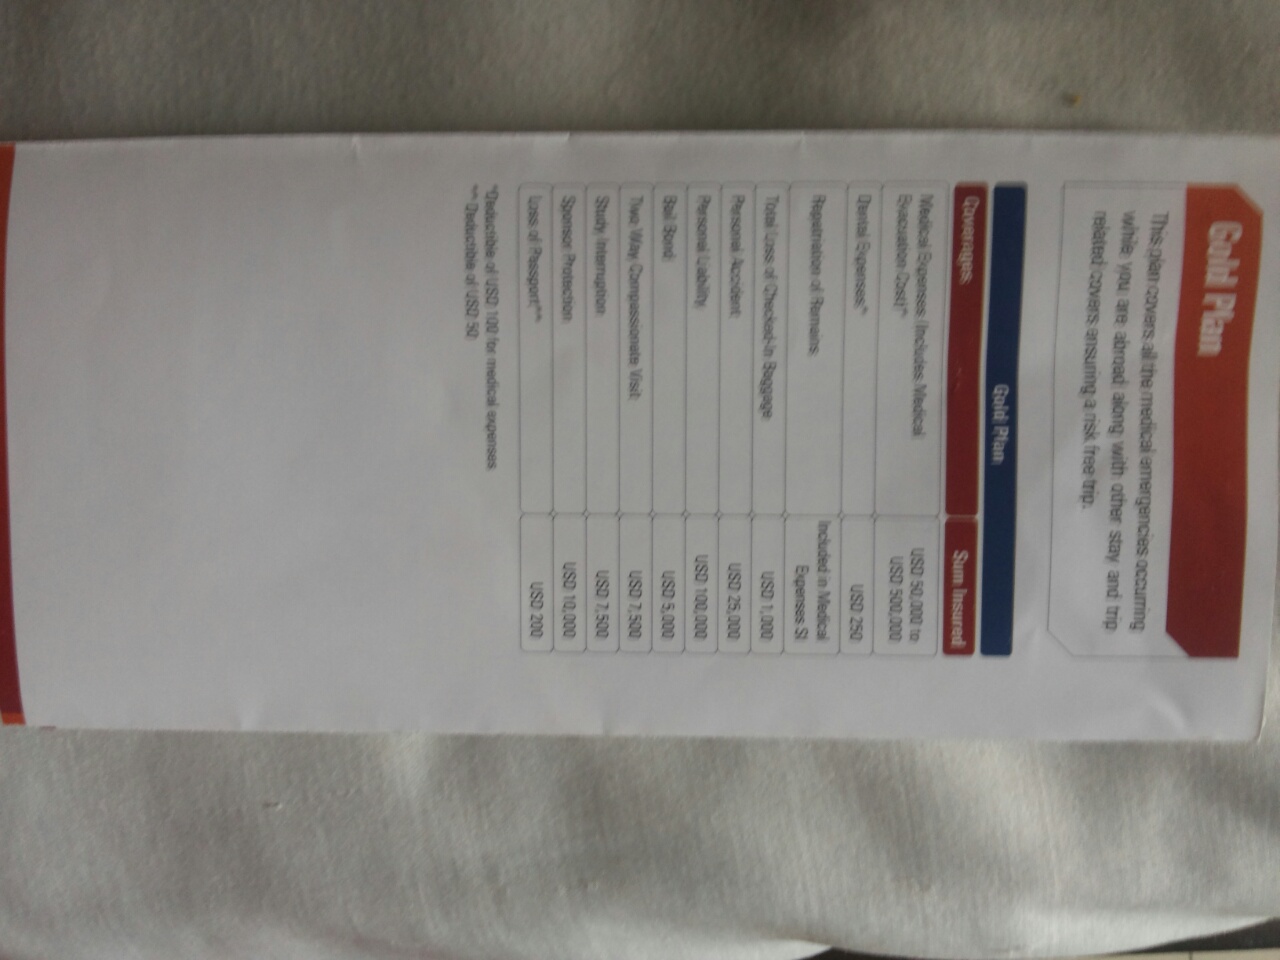 Gold Plan
This plan covers all the medical emergencies occurring
while you are abroad along with other stay and trip
related covers ensuring a risk free trip.
Gold Plan
Coverages Sum Insured
Medical Expenses (Includes Medical USD 50,000 to
Evacuation Cost)* USD 500,000
Dental Expenses* USD 250
Repatriation of Remains Included in Medical
Expenses SI
Total Loss of Checked-In Baggage USD 1,000
Personal Accident USD 25,000
Personal Liability USD 100,000
Bail Bond USD 5,000
Two Way Compassionate Visit USD 7,500
Study Interruption USD 7,500
Sponsor Protection USD 10,000
Loss of Passport** USD 200
*Deductible of USD 100 for medical expenses
** Deductible of USD 50